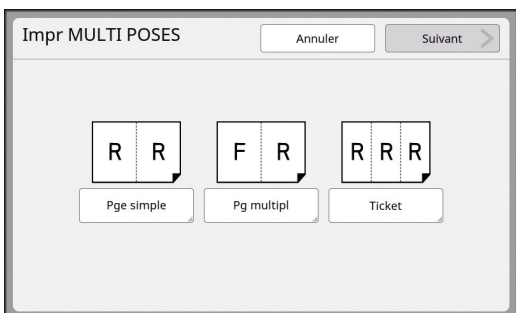 Impr MULTI POSES
Annuler
Suivant
R R
F R
R R R
Pge simple
Pg multipl
Ticket